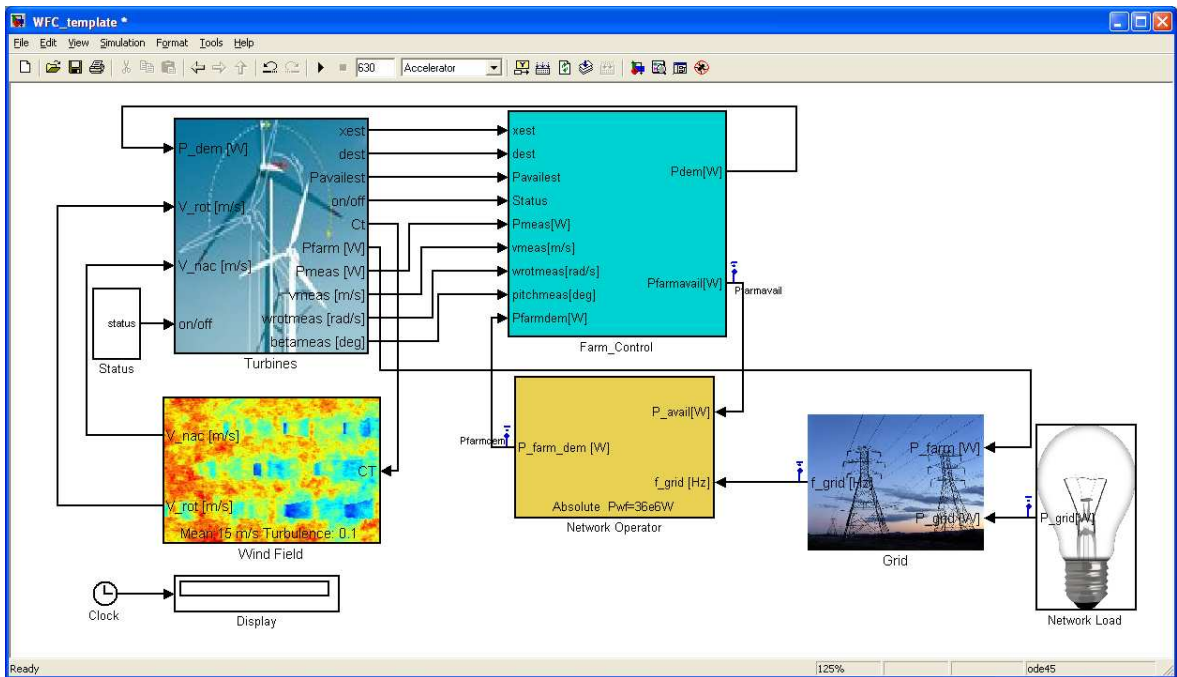 WFC_template *
File Edit View Simulation Format Tools Help
630 Accelerator
P_dem [W]
V_rot [m/s]
V_nac [m/s]
on/off
xest
dest
Pavailest
on/off
Ct
Pfarm [W]
Pmeas [W]
vmeas [m/s]
wrotmeas [rad/s]
betameas [deg]
Turbines
status
Status
xest
dest
Pavailest
Status
Pmeas[W]
vmeas[m/s]
wrotmeas[rad/s]
pitchmeas[deg]
Pfarmdem[W]
Pdem[W]
Pfarmavail[W]
Pfarmavail
Farm_Control
V_nac [m/s]
CT
V_rot [m/s]
Mean 15 m/s Turbulence: 0.1
Wind Field
P_avail[W]
Pfarmdem
P_farm_dem [W]
f_grid [Hz]
Absolute Pwf=36e6W
Network Operator
P_farm [W]
f_grid [Hz]
P_grid [W]
Grid
P_grid[W]
Network Load
Clock
Display
Ready 125% ode45